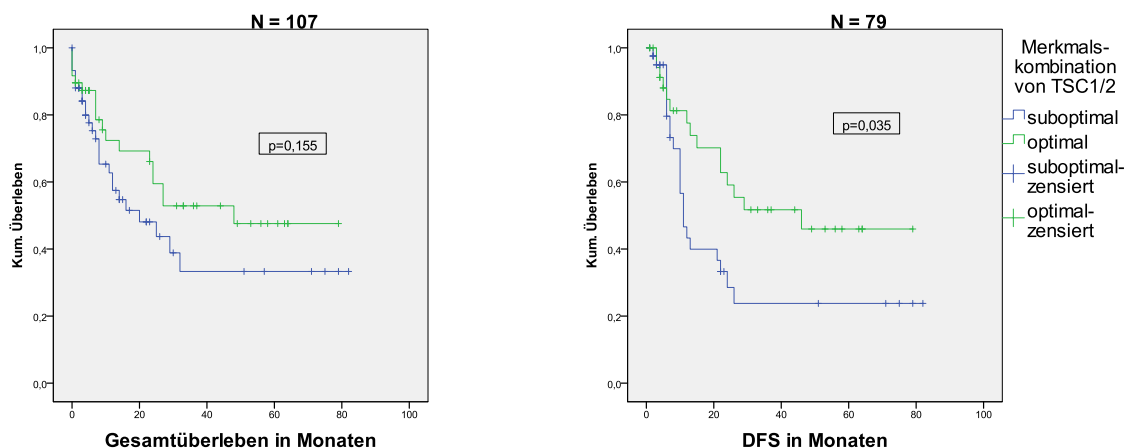 N = 107
1,0
0,8
0,6
0,4
0,2
0,0
Kum. Überleben
p=0,155
0
20
40
60
80
100
Gesamtüberleben in Monaten
N = 79
1,0
0,8
0,6
0,4
0,2
0,0
Kum. Überleben
p=0,035
0
20
40
60
80
100
DFS in Monaten
Merkmals-
kombination
von TSC1/2
suboptimal
optimal
suboptimal-
zensiert
optimal-
zensiert